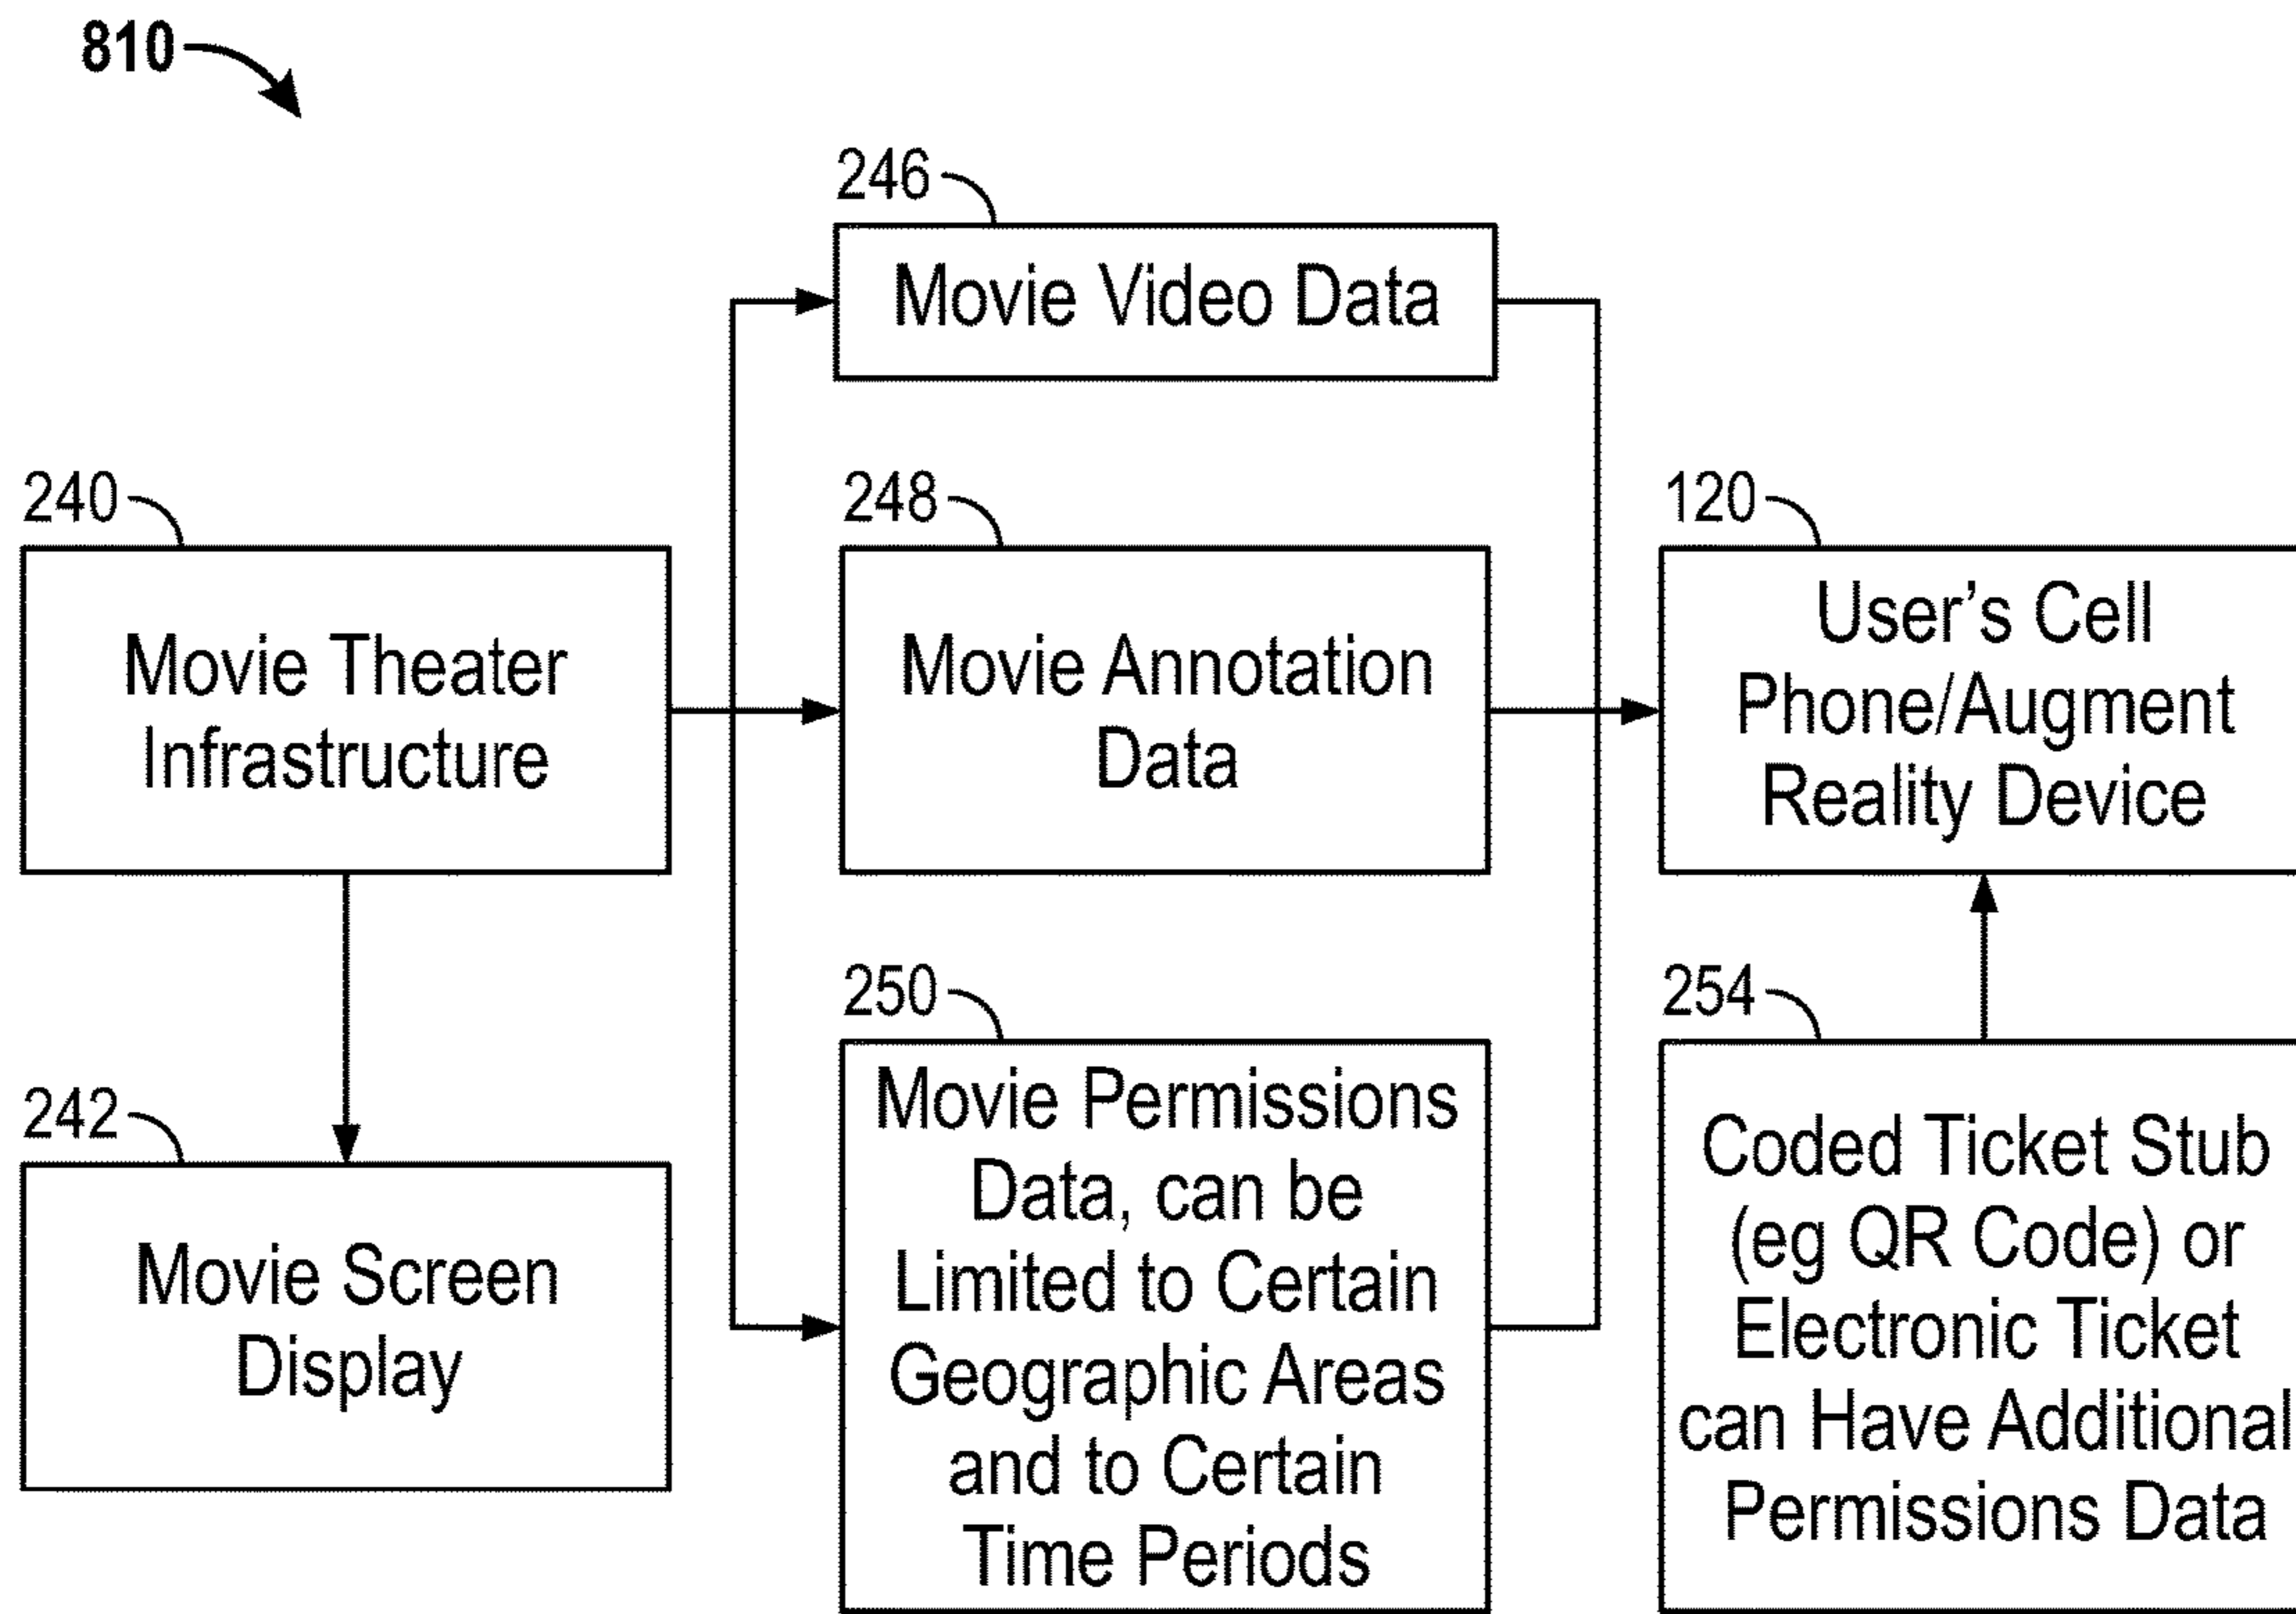 810
246
Movie Video Data
240
Movie Theater
Infrastructure
248
Movie Annotation
Data
120
User's Cell
Phone/Augment
Reality Device
242
Movie Screen
Display
250
Movie Permissions
Data, can be
Limited to Certain
Geographic Areas
and to Certain
Time Periods
254
Coded Ticket Stub
(eg QR Code) or
Electronic Ticket
can Have Additional
Permissions Data